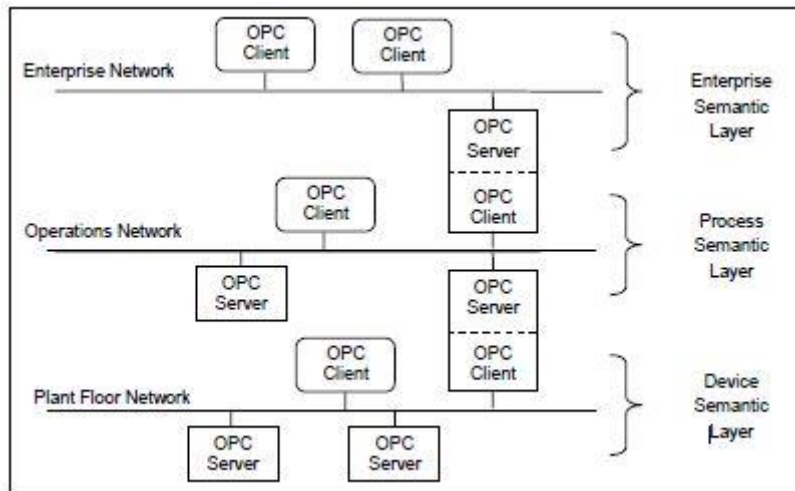 OPC
Client
OPC
Client
Enterprise Network
Enterprise
Semantic
Layer
OPC
Server
OPC
Client
OPC
Client
Operations Network
Process
Semantic
Layer
OPC
Server
OPC
Server
OPC
Client
OPC
Client
Plant Floor Network
Device
Semantic
Layer
OPC
Server
OPC
Server